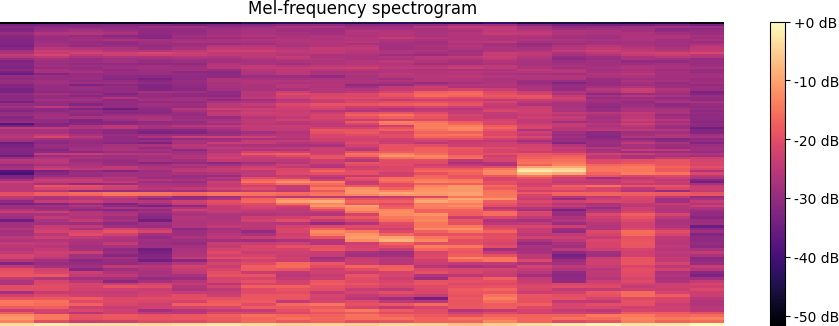 Mel-frequency spectrogram
+0 dB
-10 dB
-20 dB
-30 dB
-40 dB
-50 dB